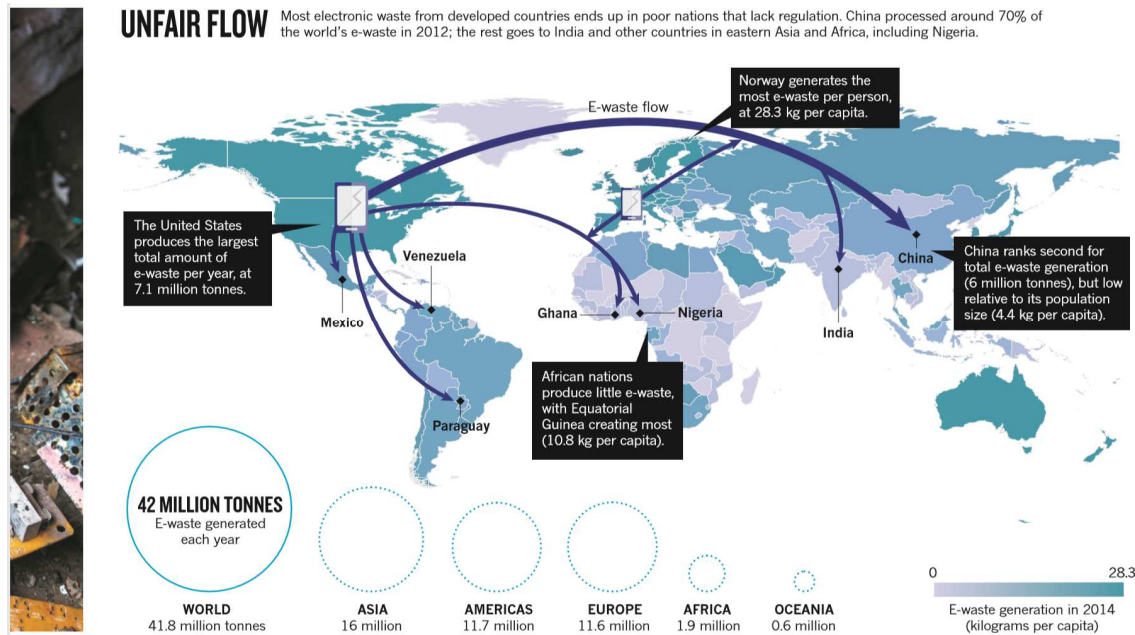 UNFAIR FLOW
Most electronic waste from developed countries ends up in poor nations that lack regulation. China processed around 70% of
the world's e-waste in 2012; the rest goes to India and other countries in eastern Asia and Africa, including Nigeria.
Norway generates the
most e-waste per person,
at 28.3 kg per capita.
E-waste flow
The United States
produces the largest
total amount of
e-waste per year, at
7.1 million tonnes.
Venezuela
China
China ranks second for
total e-waste generation
(6 million tonnes), but low
relative to its population
size (4.4 kg per capita).
Mexico
Ghana
Nigeria
India
African nations
produce little e-waste,
with Equatorial
Guinea creating most
(10.8 kg per capita).
Paraguay
42 MILLION TONNES
E-waste generated
each year
WORLD
41.8 million tonnes
ASIA
16 million
AMERICAS
11.7 million
EUROPE
11.6 million
AFRICA
1.9 million
OCEANIA
0.6 million
0
28.3
E-waste generation in 2014
(kilograms per capita)